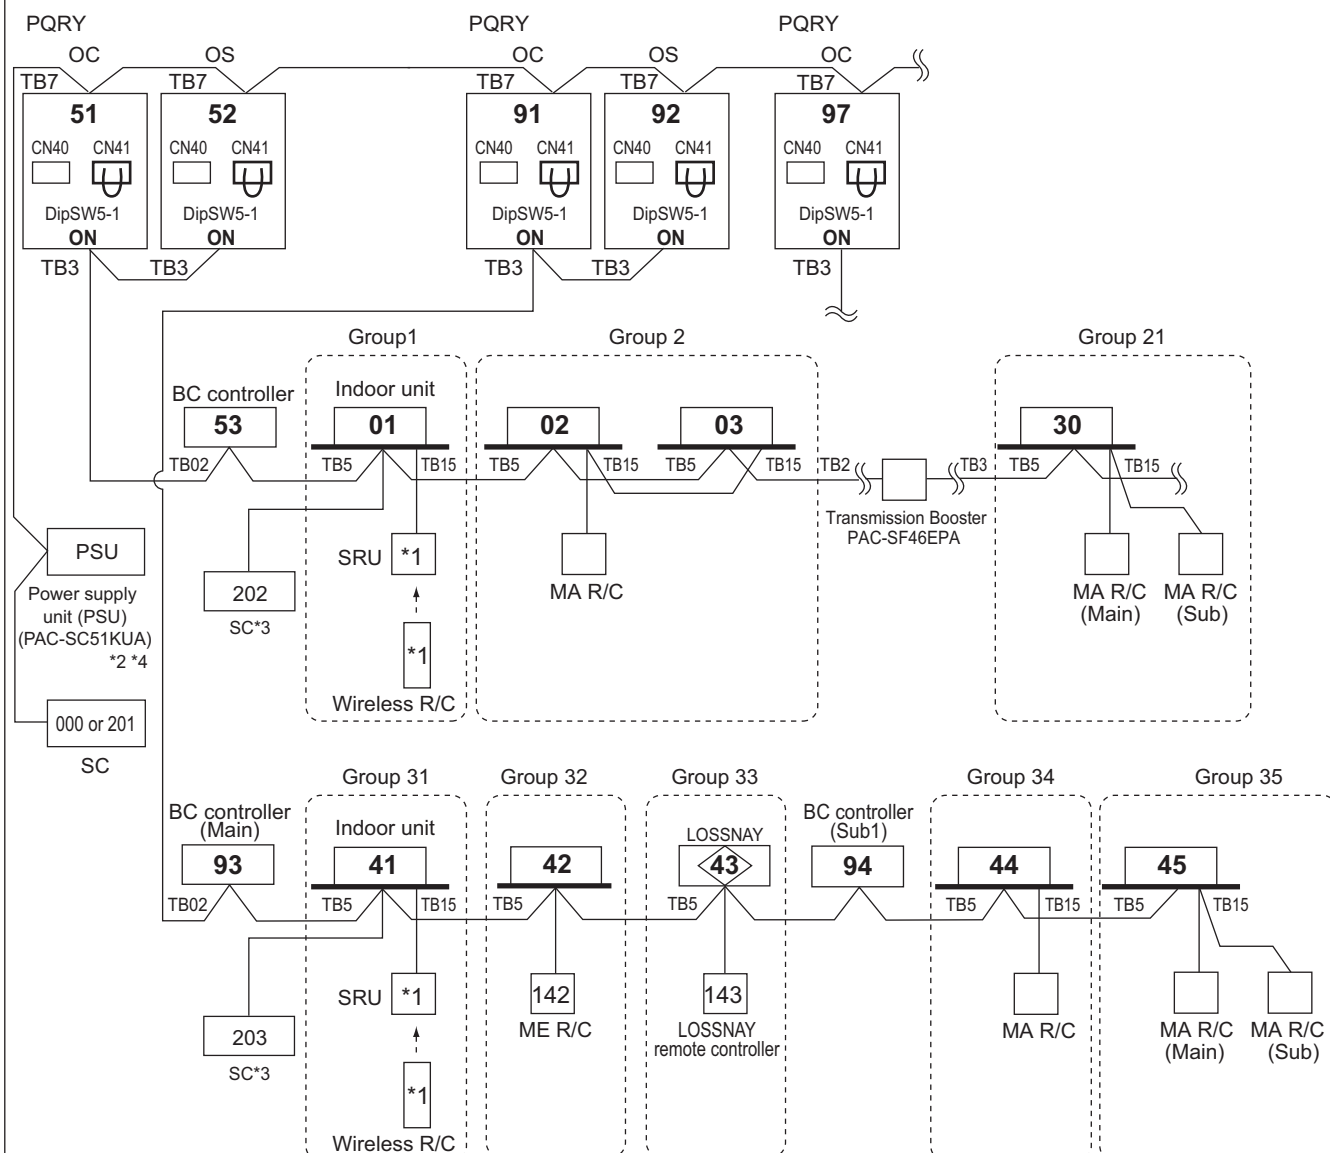 PQRY PQRY PQRY
OC OS OC OS OC
TB7 TB7 TB7 TB7 TB7
51 52 91 92 97
CN40 CN41 CN40 CN41 CN40 CN41 CN40 CN41 CN40 CN41
DipSW5-1 DipSW5-1 DipSW5-1 DipSW5-1 DipSW5-1
ON ON ON ON ON
TB3 TB3 TB3 TB3 TB3
Group1 Group 2 Group 21
BC controller Indoor unit
53 01 02 03 30
TB02 TB5 TB15 TB5 TB15 TB5 TB15 TB2 TB3 TB5 TB15
Transmission Booster
PAC-SF46EPA
PSU
SRU *1
MA R/C
MA R/C
(Main)
MA R/C
(Sub)
Power supply
unit (PSU)
(PAC-SC51KUA)
*2 *4
202
SC*3
*1
Wireless R/C
000 or 201
SC
Group 31 Group 32 Group 33 Group 34 Group 35
BC controller
(Main)
Indoor unit
LOSSNAY
BC controller
(Sub1)
93 41 42 43 94 44 45
TB02 TB5 TB15 TB5 TB5 TB5 TB15 TB5 TB15
SRU *1
142
ME R/C
143
LOSSNAY
remote controller
MA R/C
MA R/C
(Main)
MA R/C
(Sub)
203
SC*3
*1
Wireless R/C